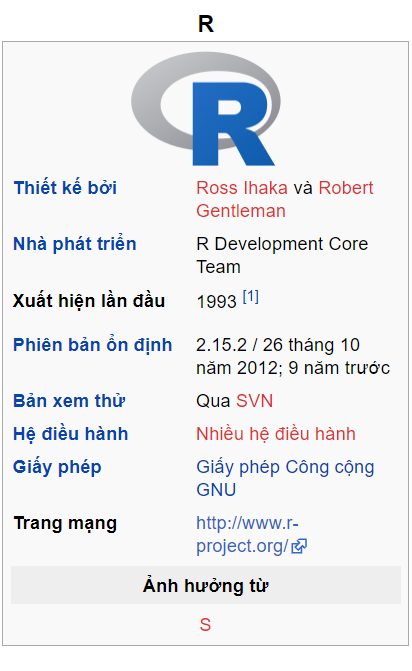 R
R
Thiết kế bởi
Ross Ihaka và Robert
Gentleman
Nhà phát triển
R Development Core
Team
Xuất hiện lần đầu
1993 [1]
Phiên bản ổn định
2.15.2 / 26 tháng 10
năm 2012; 9 năm trước
Bản xem thử
Qua SVN
Hệ điều hành
Nhiều hệ điều hành
Giấy phép
Giấy phép Công cộng
GNU
Trang mạng
http://www.r-
project.org/
Ảnh hưởng từ
S